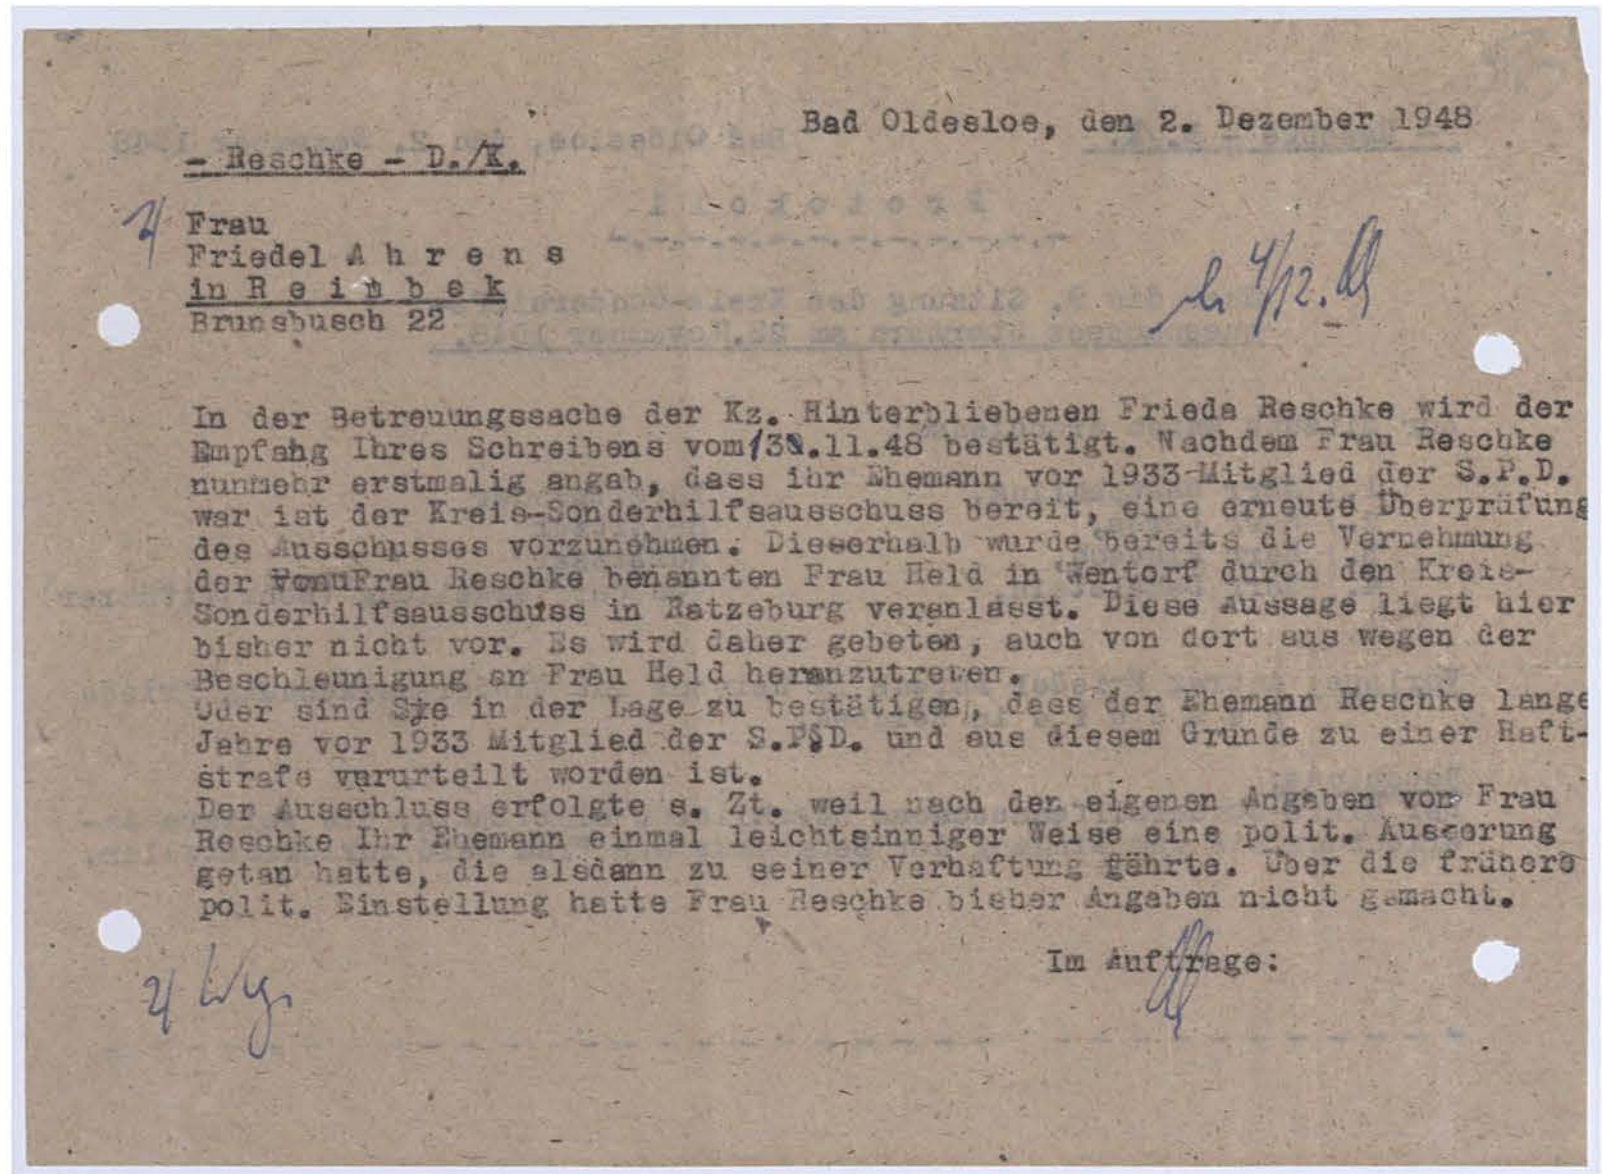 Bad Oldesloe, den 2. Dezember 1948
- Reschke - D./K.
Frau
Friedel A h r e n s
in R e i n b e k
Brunsbusch 22
4/12.
In der Betreuungssache der Kz. Hinterbliebenen Frieda Reschke wird der
Empfahg Ihres Schreibens vom 30.11.48 bestätigt. Nachdem Frau Reschke
nunmehr erstmalig angab, dass ihr Ehemann vor 1933 Mitglied der S.P.D.
war ist der Kreis-Sonderhilfsausschuss bereit, eine erneute Überprüfung
des Ausschusses vorzunehmen. Dieserhalb wurde bereits die Vernehmung
der Frau Reschke benannten Frau Held in Wentorf durch den Kreis-
Sonderhilfsausschuss in Ratzeburg veranlasst. Diese Aussage liegt hier
bisher nicht vor. Es wird daher gebeten, auch von dort aus wegen der
Beschleunigung an Frau Held heranzutreten.
Oder sind Sie in der Lage zu bestätigen, dass der Ehemann Reschke lange
Jahre vor 1933 Mitglied der S.P.D. und aus diesem Grunde zu einer Haft-
strafe verurteilt worden ist.
Der Ausschluss erfolgte s. Zt. weil nach den eigenen Angaben von Frau
Reschke Ihr Ehemann einmal leichtsinniger Weise eine polit. Äusserung
getan hatte, die alsdann zu seiner Verhaftung führte. Über die frühere
polit. Einstellung hatte Frau Reschke bisher Angaben nicht gemacht.
Im Auftrage:
2/ Wg.